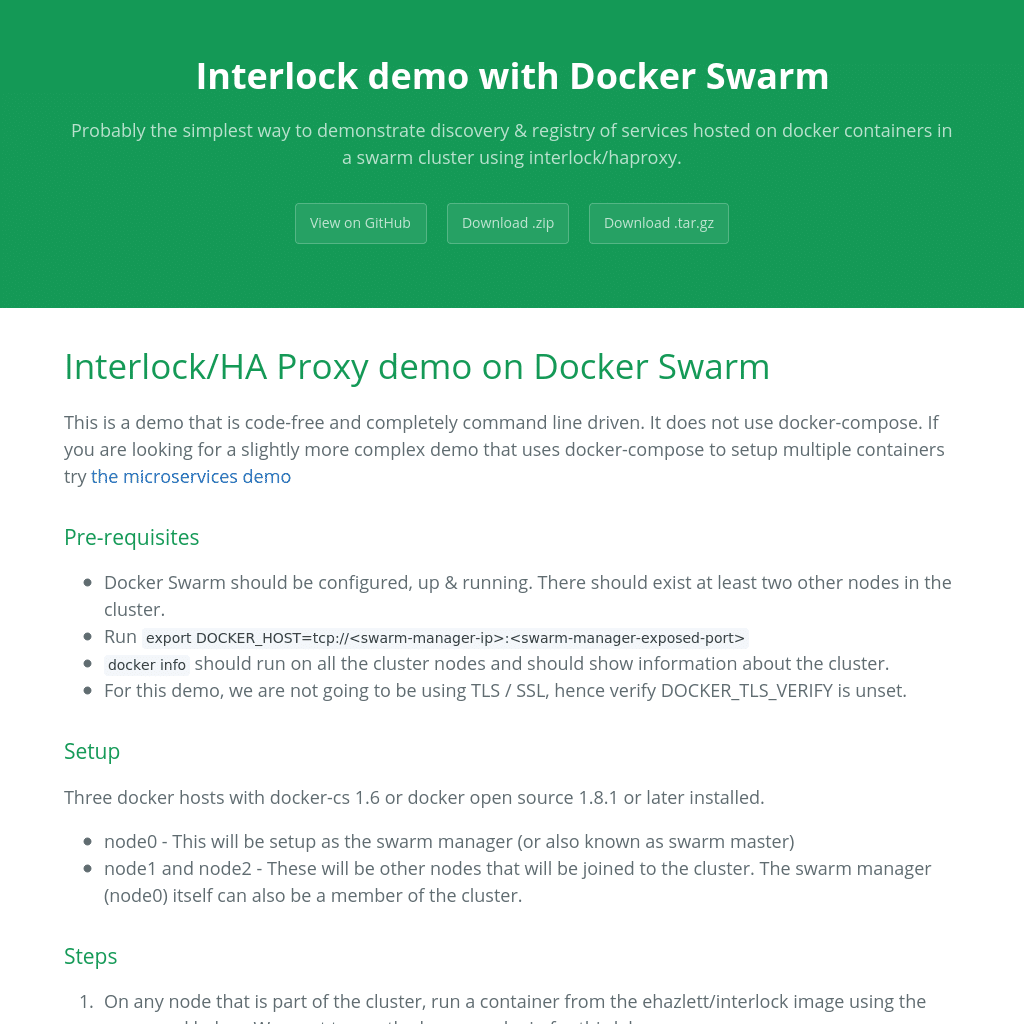 Interlock demo with Docker Swarm
Probably the simplest way to demonstrate discovery & registry of services hosted on docker containers in
a swarm cluster using interlock/haproxy.
View on GitHub
Download .zip
Download .tar.gz
Interlock/HA Proxy demo on Docker Swarm
This is a demo that is code-free and completely command line driven. It does not use docker-compose. If
you are looking for a slightly more complex demo that uses docker-compose to setup multiple containers
try the microservices demo
Pre-requisites
Docker Swarm should be configured, up & running. There should exist at least two other nodes in the
cluster.
Run export DOCKER_HOST=tcp://<swarm-manager-ip>:<swarm-manager-exposed-port>
docker info should run on all the cluster nodes and should show information about the cluster.
For this demo, we are not going to be using TLS / SSL, hence verify DOCKER_TLS_VERIFY is unset.
Setup
Three docker hosts with docker-cs 1.6 or docker open source 1.8.1 or later installed.
node0 - This will be setup as the swarm manager (or also known as swarm master)
node1 and node2 - These will be other nodes that will be joined to the cluster. The swarm manager
(node0) itself can also be a member of the cluster.
Steps
1. On any node that is part of the cluster, run a container from the ehazlett/interlock image using the